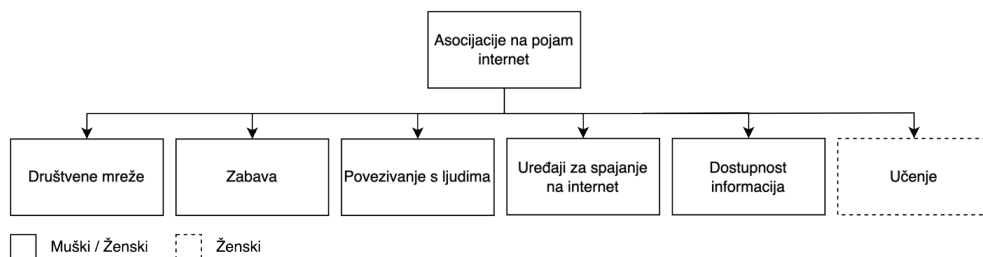 Asocijacije na pojam
internet
Društvene mreže
Zabava
Povezivanje s ljudima
Uređaji za spajanje
na internet
Dostupnost
informacija
Učenje
Muški / Ženski
Ženski